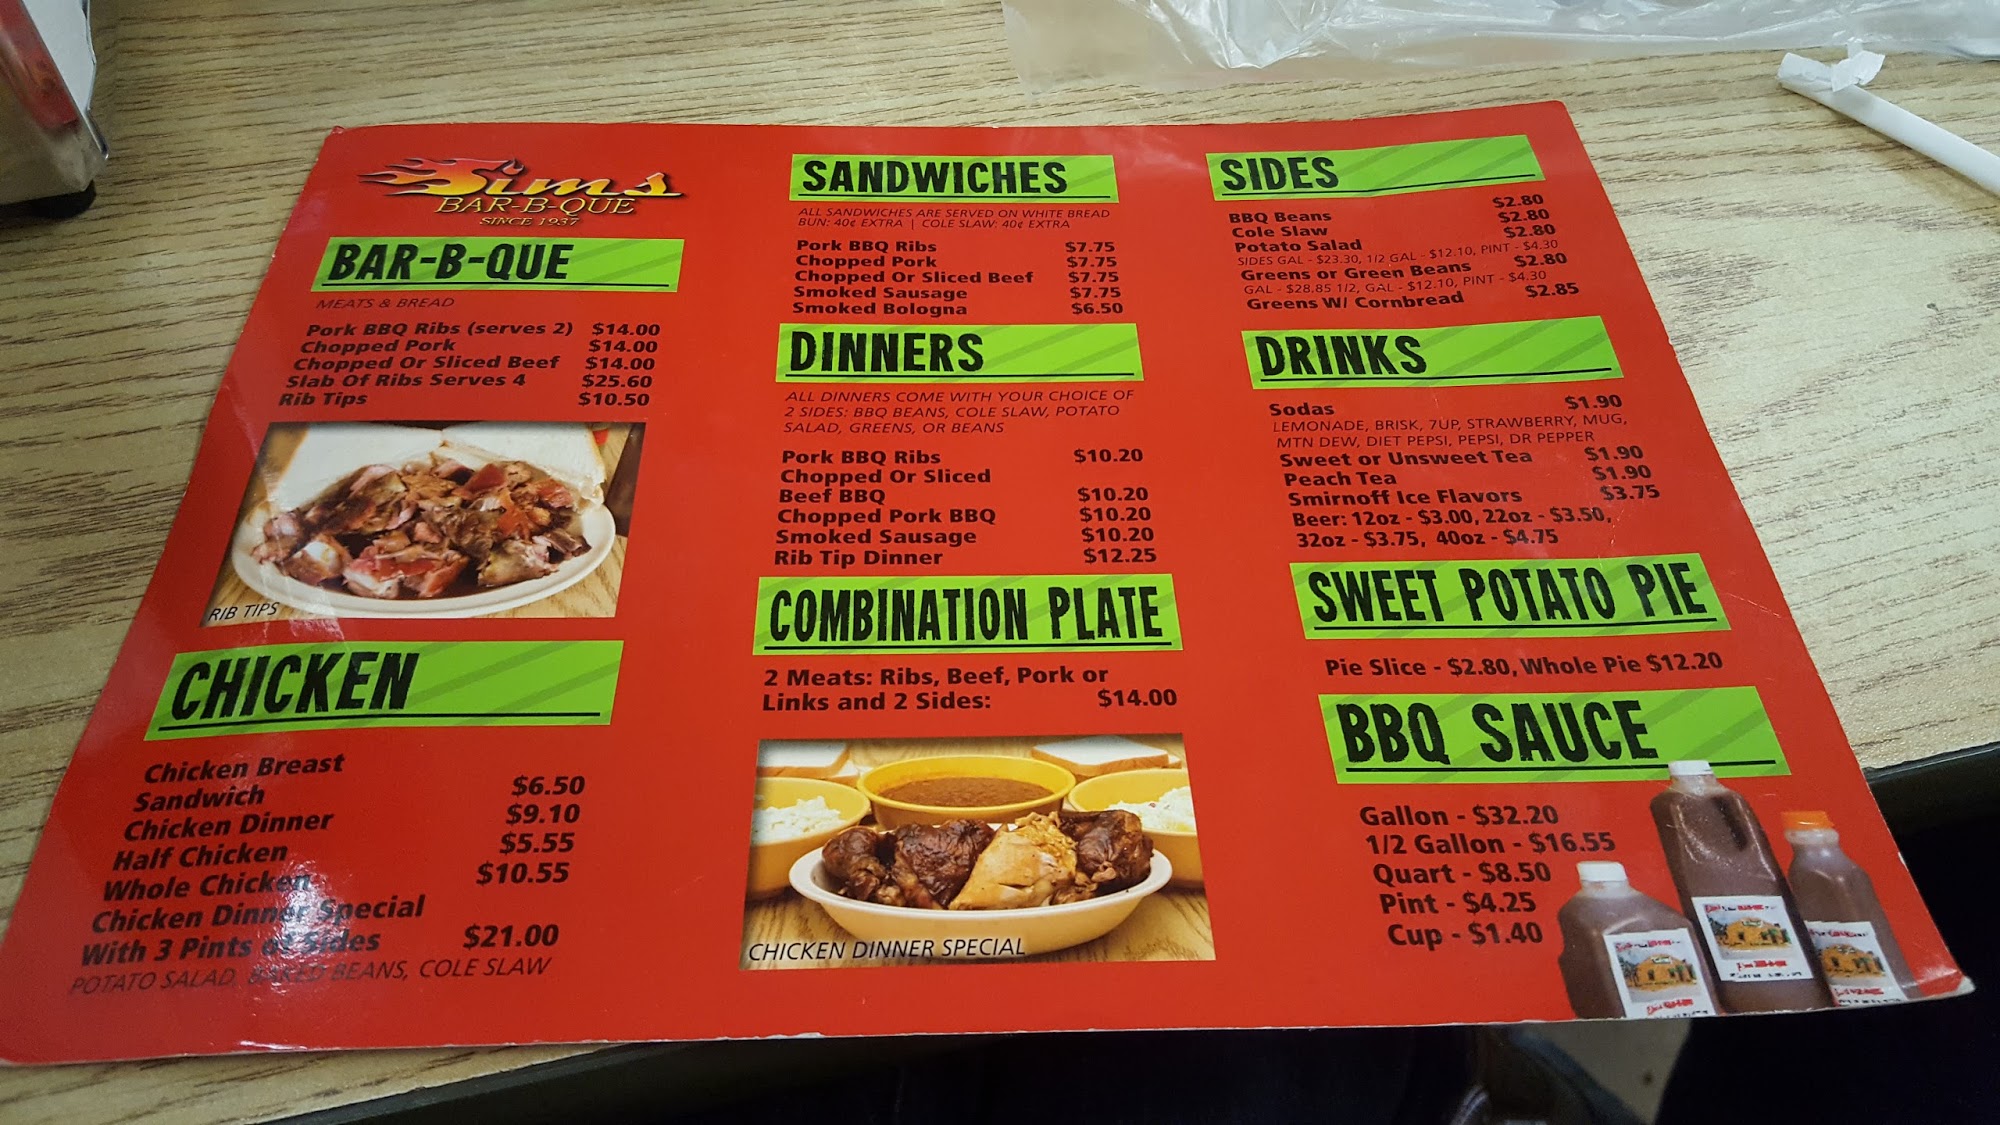 Sims
BAR-B-QUE
SINCE 1937
BAR-B-QUE
MEATS & BREAD
Pork BBQ Ribs (serves 2) $14.00
Chopped Pork $14.00
Chopped Or Sliced Beef $14.00
Slab Of Ribs Serves 4 $25.60
Rib Tips $10.50
RIB TIPS
CHICKEN
Chicken Breast
Sandwich $6.50
Chicken Dinner $9.10
Half Chicken $5.55
Whole Chicken $10.55
Chicken Dinner Special
With 3 Pints of Sides $21.00
POTATO SALAD, BAKED BEANS, COLE SLAW
SANDWICHES
ALL SANDWICHES ARE SERVED ON WHITE BREAD
BUN: 40¢ EXTRA | COLE SLAW: 40¢ EXTRA
Pork BBQ Ribs $7.75
Chopped Pork $7.75
Chopped Or Sliced Beef $7.75
Smoked Sausage $7.75
Smoked Bologna $6.50
DINNERS
ALL DINNERS COME WITH YOUR CHOICE OF
2 SIDES: BBQ BEANS, COLE SLAW, POTATO
SALAD, GREENS, OR BEANS
Pork BBQ Ribs $10.20
Chopped Or Sliced
Beef BBQ $10.20
Chopped Pork BBQ $10.20
Smoked Sausage $10.20
Rib Tip Dinner $12.25
COMBINATION PLATE
2 Meats: Ribs, Beef, Pork or
Links and 2 Sides: $14.00
CHICKEN DINNER SPECIAL
SIDES
BBQ Beans $2.80
Cole Slaw $2.80
Potato Salad $2.80
SIDES GAL - $23.30, 1/2 GAL - $12.10, PINT - $4.30
Greens or Green Beans $2.80
GAL - $28.85 1/2, GAL - $12.10, PINT - $4.30
Greens W/ Cornbread $2.85
DRINKS
Sodas $1.90
LEMONADE, BRISK, 7UP, STRAWBERRY, MUG,
MTN DEW, DIET PEPSI, PEPSI, DR PEPPER
Sweet or Unsweet Tea $1.90
Peach Tea $1.90
Smirnoff Ice Flavors $3.75
Beer: 12oz - $3.00, 22oz - $3.50,
32oz - $3.75, 40oz - $4.75
SWEET POTATO PIE
Pie Slice - $2.80, Whole Pie $12.20
BBQ SAUCE
Gallon - $32.20
1/2 Gallon - $16.55
Quart - $8.50
Pint - $4.25
Cup - $1.40